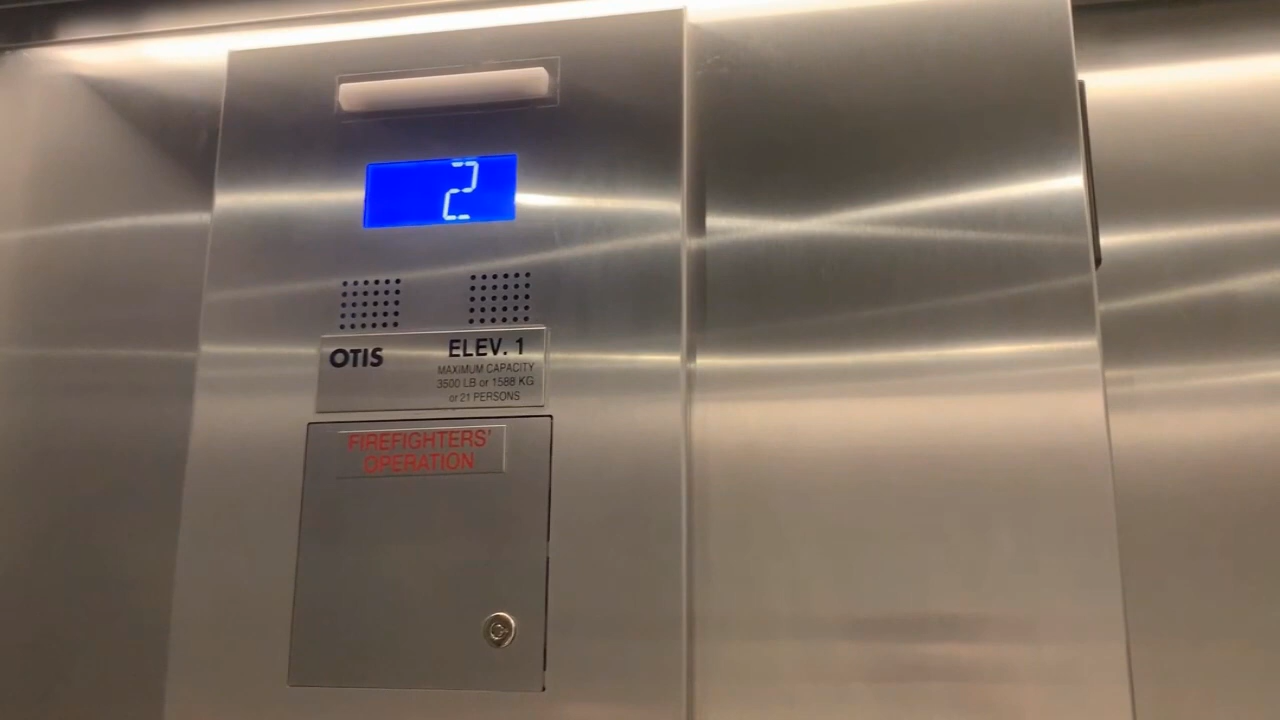 2
OTIS
ELEV. 1
MAXIMUM CAPACITY
3500 LB or 1588 KG
or 21 PERSONS
FIREFIGHTERS'
OPERATION